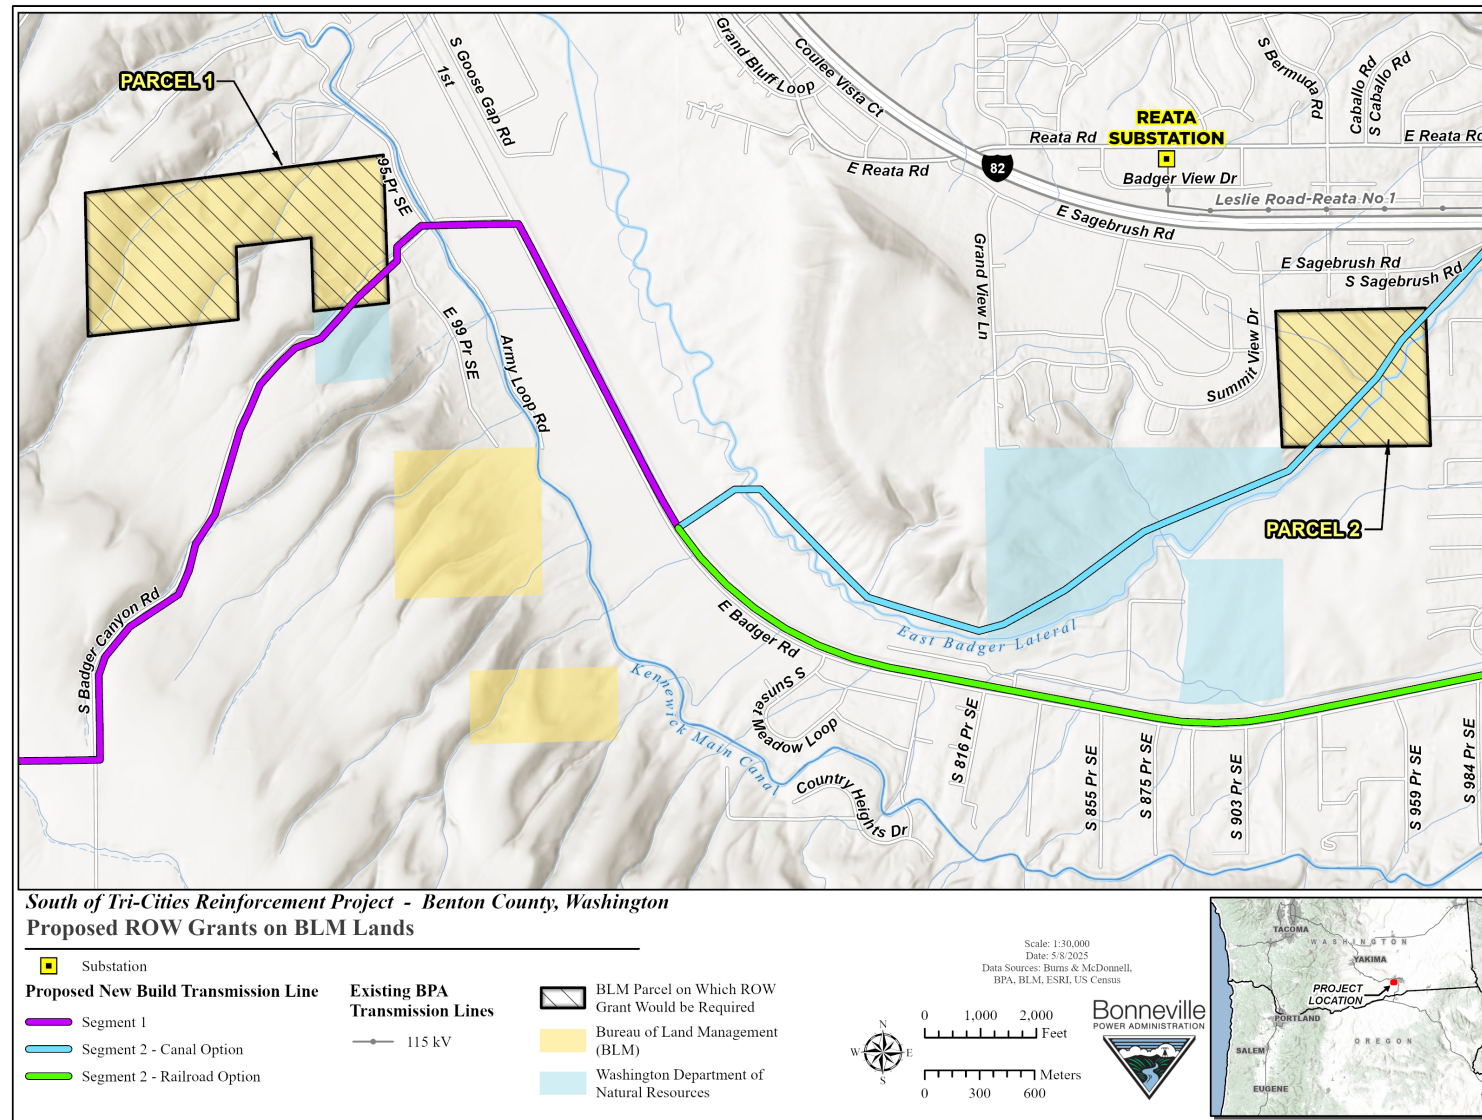 PARCEL 1
S Goose Gap Rd
1st
Grand Bluff Loop
Coulee Vista Ct
S Bermuda Rd
Caballo Rd
S Caballo Rd
REATA
SUBSTATION
Reata Rd
E Reata Rd
E Reata Rd
82
Badger View Dr
Leslie Road-Reata No 1
95 Pr SE
E Sagebrush Rd
Grand View Ln
E Sagebrush Rd
S Sagebrush Rd
E 99 Pr SE
Army Loop Rd
Summit View Dr
PARCEL 2
S Badger Canyon Rd
E Badger Rd
East Badger Lateral
Kennewick Main Canal
S Sunset Meadow Loop
Country Heights Dr
S 816 Pr SE
S 855 Pr SE
S 875 Pr SE
S 903 Pr SE
S 959 Pr SE
S 984 Pr SE
South of Tri-Cities Reinforcement Project - Benton County, Washington
Proposed ROW Grants on BLM Lands
Substation
Proposed New Build Transmission Line
Segment 1
Segment 2 - Canal Option
Segment 2 - Railroad Option
Existing BPA
Transmission Lines
115 kV
BLM Parcel on Which ROW
Grant Would be Required
Bureau of Land Management
(BLM)
Washington Department of
Natural Resources
Scale: 1:30,000
Date: 5/8/2025
Data Sources: Burns & McDonnell,
BPA, BLM, ESRI, US Census
N
W E
S
0 1,000 2,000
Feet
Meters
0 300 600
Bonneville
POWER ADMINISTRATION
TACOMA
WASHINGTON
YAKIMA
PROJECT
LOCATION
PORTLAND
SALEM
OREGON
EUGENE